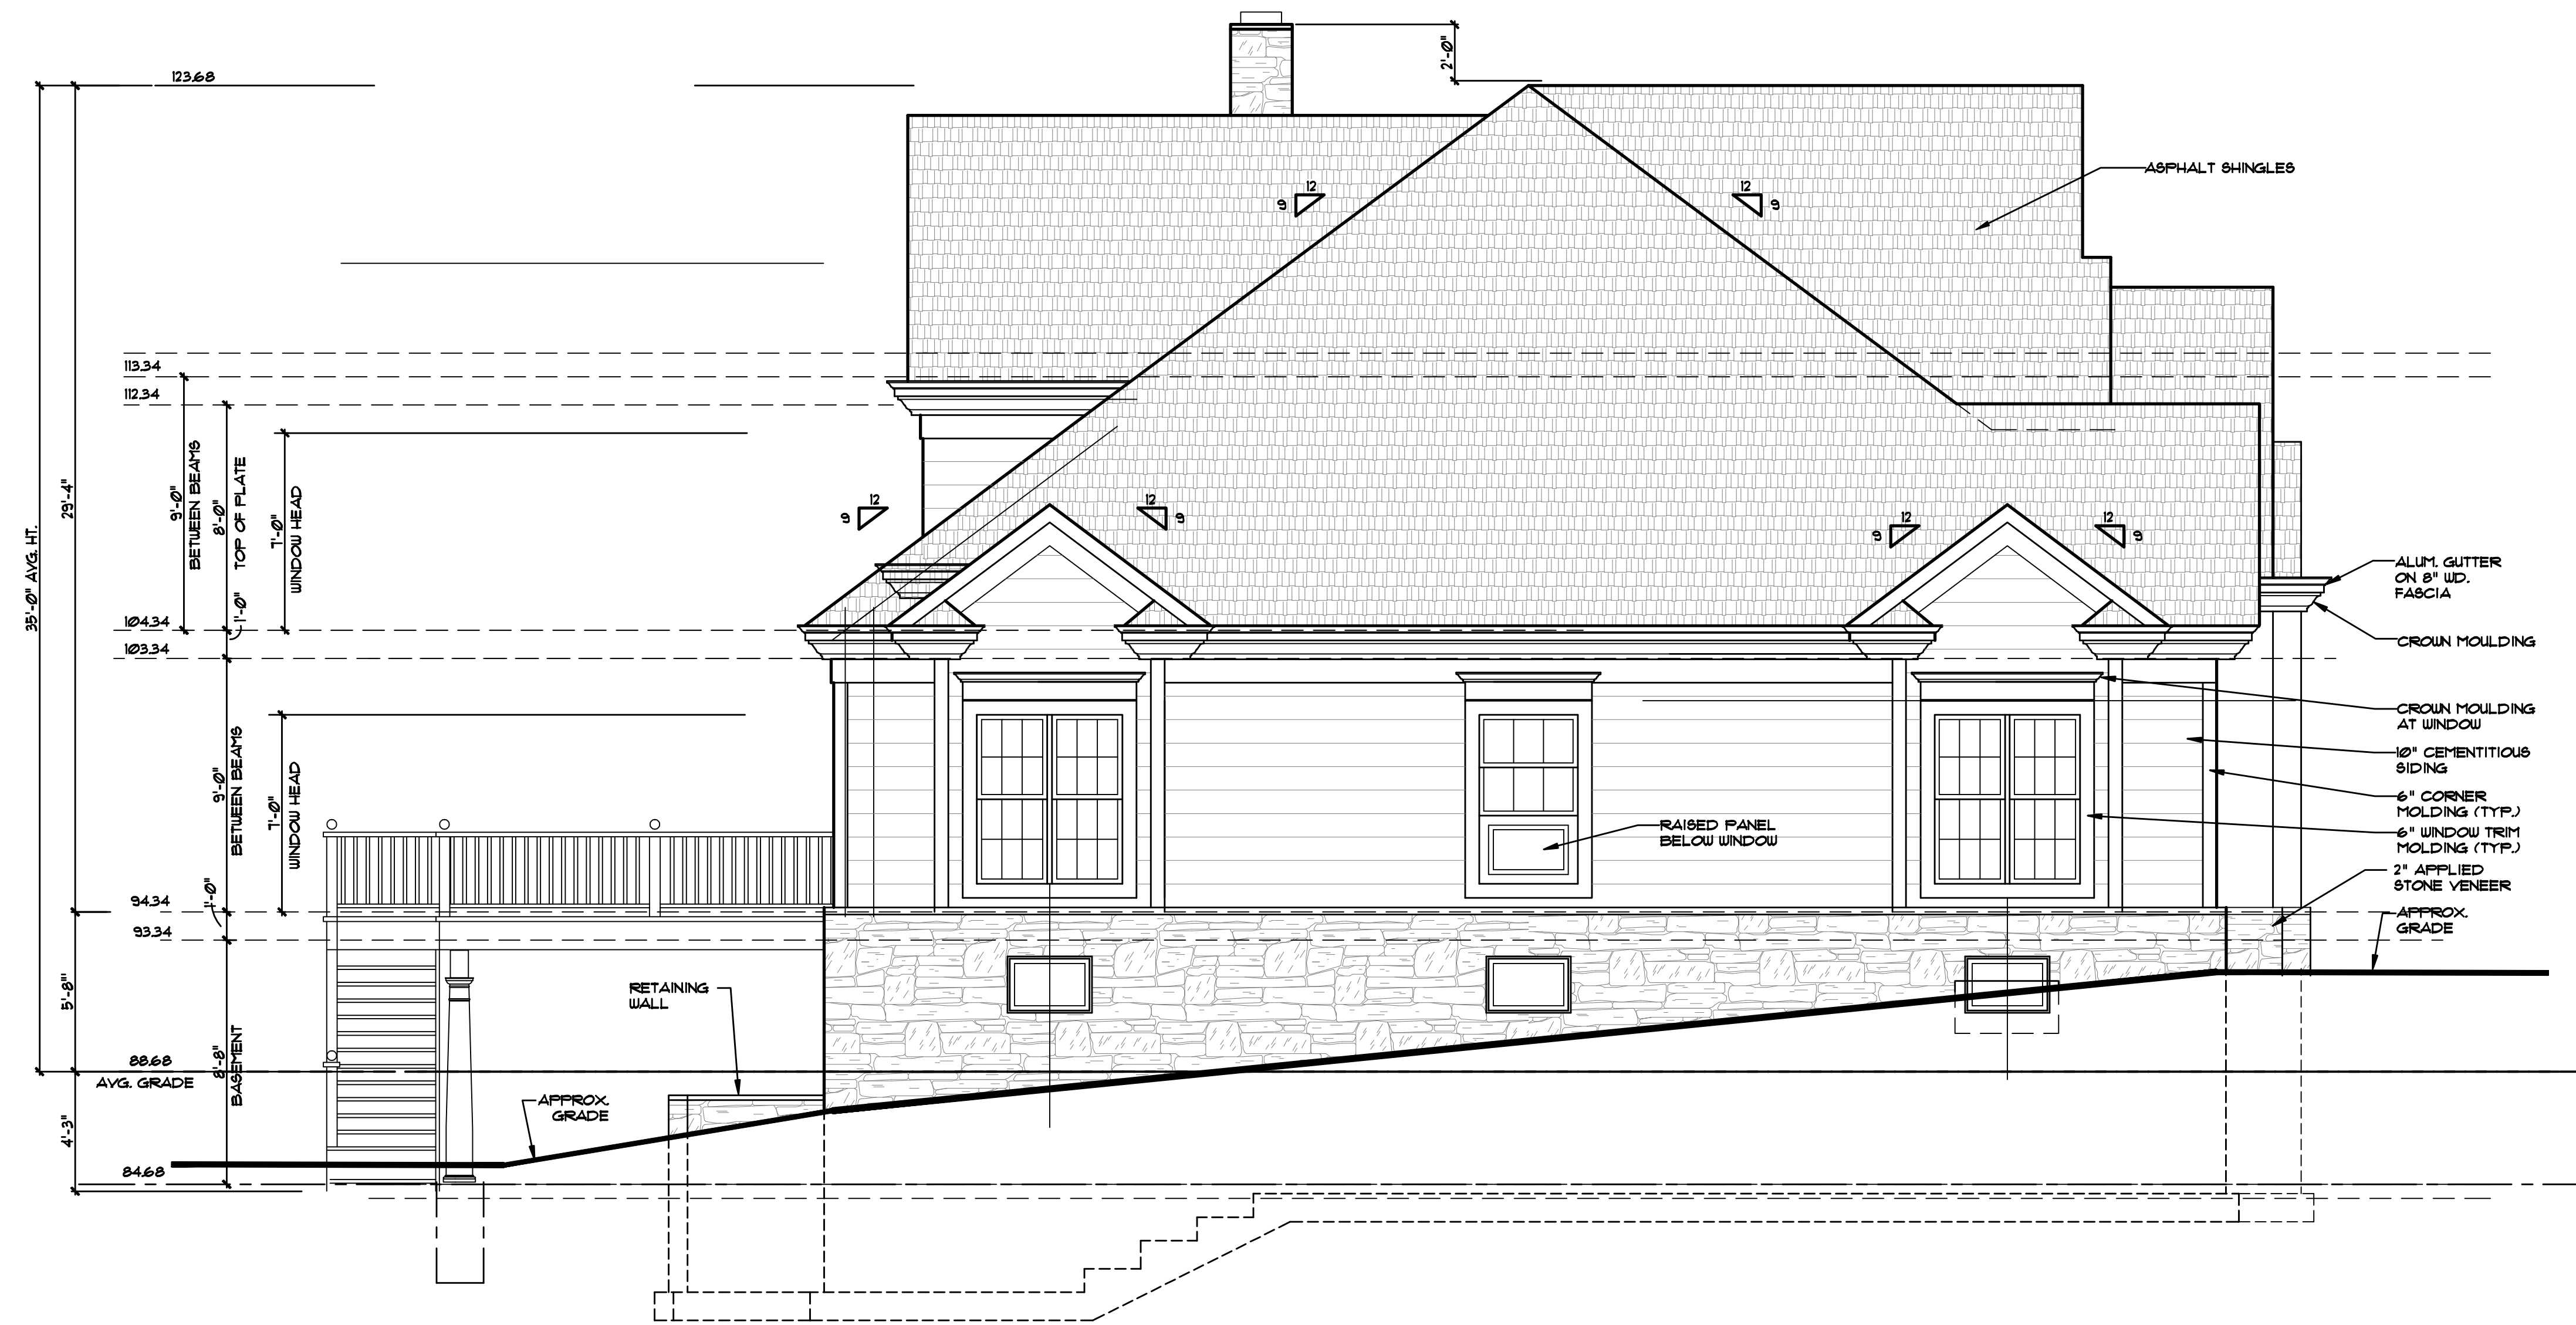 2'-0"
123.68
ASPHALT SHINGLES
12
9
12
9
113.34
112.34
35'-0" AVG. HT.
29'-4"
9'-0"
BETWEEN BEAMS
8'-0"
TOP OF PLATE
7'-0"
WINDOW HEAD
12
9
12
9
12
9
12
9
ALUM. GUTTER
ON 8" WD.
FASCIA
1'-0"
104.34
103.34
CROWN MOULDING
CROWN MOULDING
AT WINDOW
10" CEMENTITIOUS
SIDING
9'-0"
BETWEEN BEAMS
7'-0"
WINDOW HEAD
6" CORNER
MOLDING (TYP.)
RAISED PANEL
BELOW WINDOW
6" WINDOW TRIM
MOLDING (TYP.)
2" APPLIED
STONE VENEER
1'-0"
94.34
93.34
APPROX.
GRADE
5'-8"
RETAINING
WALL
88.68
AVG. GRADE
8'-8"
BASEMENT
APPROX.
GRADE
4'-3"
84.68